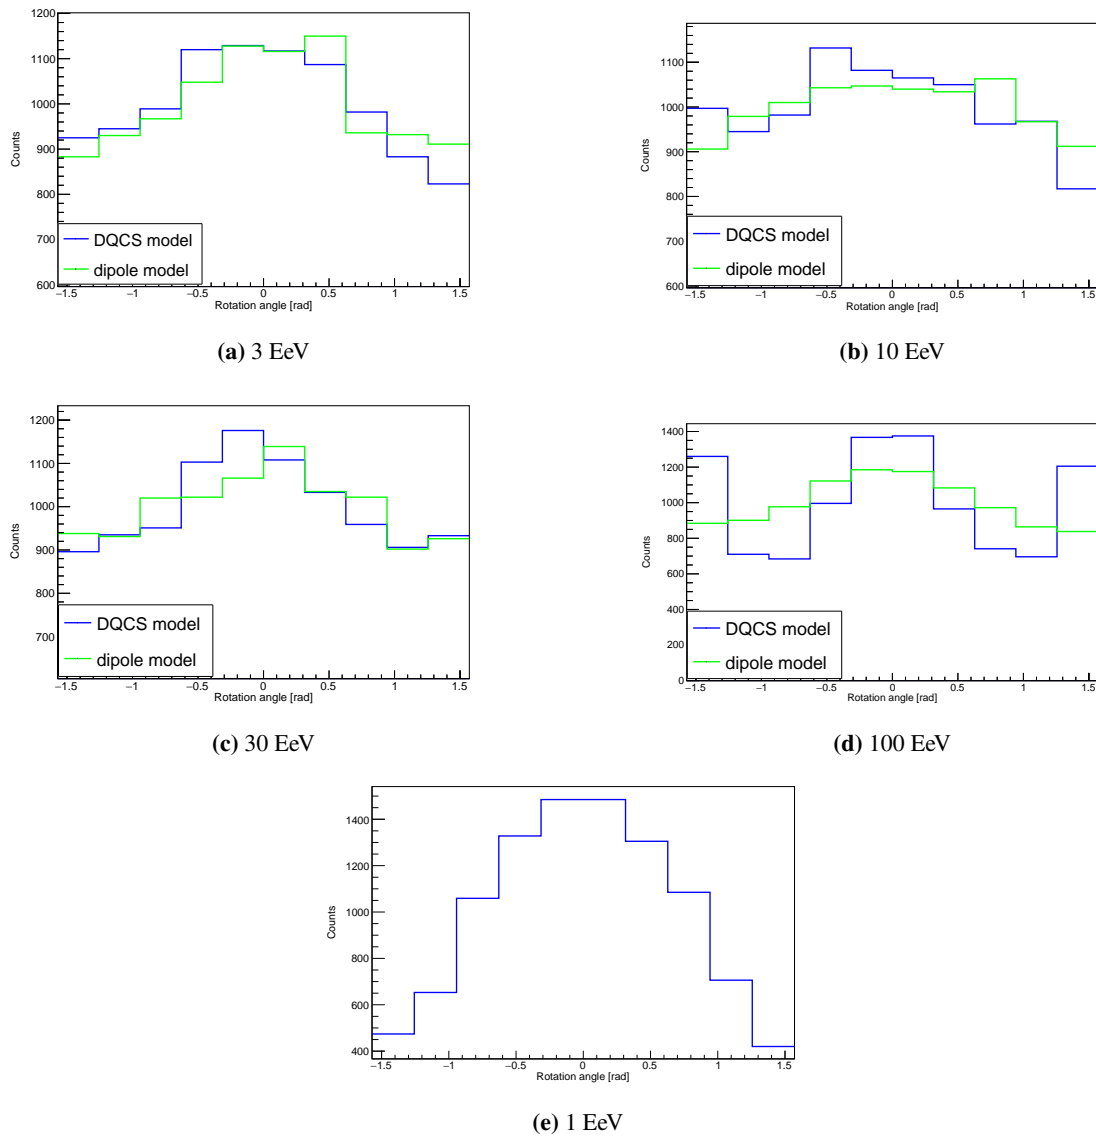 1200
1100
1000
900
800
700
600
Counts
DQCS model
dipole model
−1.5 −1 −0.5 0 0.5 1 1.5
Rotation angle [rad]
(a) 3 EeV
1100
1000
900
800
700
600
Counts
DQCS model
dipole model
−1.5 −1 −0.5 0 0.5 1 1.5
Rotation angle [rad]
(b) 10 EeV
1200
1100
1000
900
800
700
Counts
DQCS model
dipole model
−1.5 −1 −0.5 0 0.5 1 1.5
Rotation angle [rad]
(c) 30 EeV
1400
1200
1000
800
600
400
200
0
Counts
DQCS model
dipole model
−1.5 −1 −0.5 0 0.5 1 1.5
Rotation angle [rad]
(d) 100 EeV
1400
1200
1000
800
600
400
Counts
−1.5 −1 −0.5 0 0.5 1 1.5
Rotation angle [rad]
(e) 1 EeV